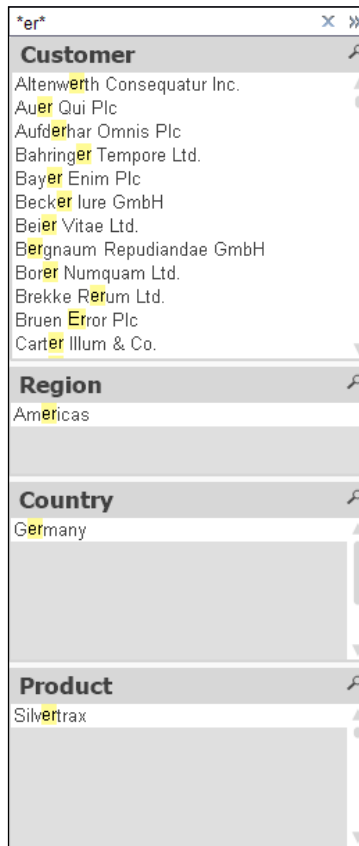 *er*
Customer
Altenwerth Consequatur Inc.
Auer Qui Plc
Aufderhar Omnis Plc
Bahringer Tempore Ltd.
Bayer Enim Plc
Becker Iure GmbH
Beier Vitae Ltd.
Bergnaum Repudiandae GmbH
Borer Numquam Ltd.
Brekke Rerum Ltd.
Bruen Error Plc
Carter Illum & Co.
Region
Americas
Country
Germany
Product
Silvertrax